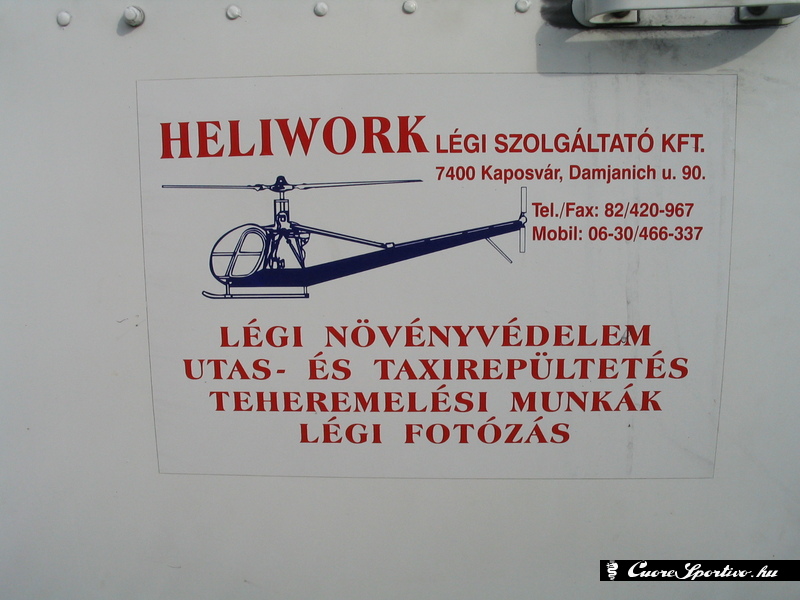 HELIWORK LÉGI SZOLGÁLTATÓ KFT.
7400 Kaposvár, Damjanich u. 90.
Tel./Fax: 82/420-967
Mobil: 06-30/466-337
LÉGI NÖVÉNYVÉDELEM
UTAS- ÉS TAXIREPÜLTETÉS
TEHEREMELÉSI MUNKÁK
LÉGI FOTÓZÁS
CuoreSportivo.hu